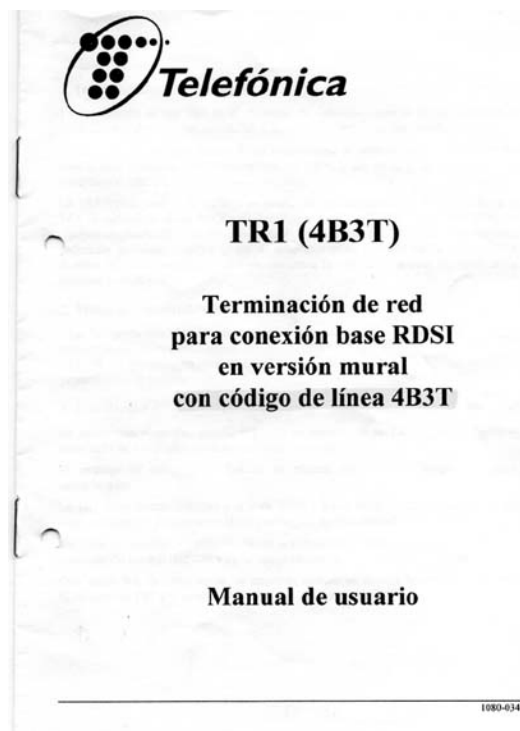 Telefónica
TR1 (4B3T)
Terminación de red
para conexión base RDSI
en versión mural
con código de línea 4B3T
Manual de usuario
1080-034